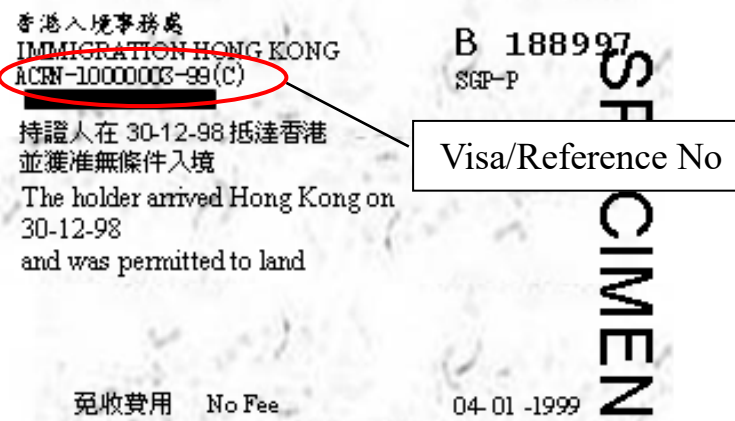 香港入境事務處
IMMIGRATION HONG KONG
ACRN-10000003-99(C)
B 188997
SGP-P
SPECIMEN
Visa/Reference No
持證人在 30-12-98 抵達香港
並獲准無條件入境
The holder arrived Hong Kong on
30-12-98
and was permitted to land
免收費用 No Fee
04-01-1999